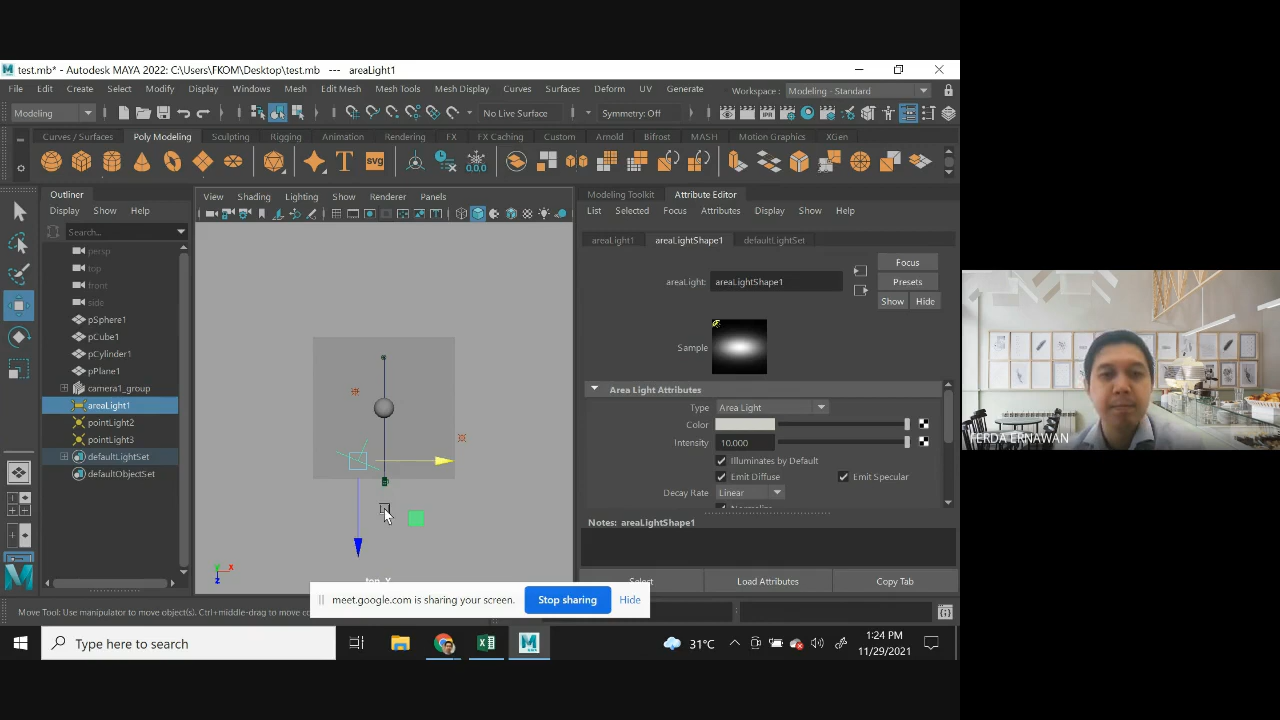 test.mb* - Autodesk MAYA 2022: C:\Users\FKOM\Desktop\test.mb --- areaLight1
File Edit Create Select Modify Display Windows Mesh Edit Mesh Mesh Tools Mesh Display Curves Surfaces Deform UV Generate Workspace : Modeling - Standard
Modeling No Live Surface Symmetry: Off
Curves / Surfaces Poly Modeling Sculpting Rigging Animation Rendering FX FX Caching Custom Arnold Bifrost MASH Motion Graphics XGen
T SVG 0,0,0
Outliner
Display Show Help
Search...
persp
top
front
side
pSphere1
pCube1
pCylinder1
pPlane1
camera1_group
areaLight1
pointLight2
pointLight3
defaultLightSet
defaultObjectSet
View Shading Lighting Show Renderer Panels
top_Y
Modeling Toolkit Attribute Editor
List Selected Focus Attributes Display Show Help
areaLight1 areaLightShape1 defaultLightSet
areaLight: areaLightShape1
Focus
Presets
Show Hide
Sample
Area Light Attributes
Type Area Light
Color
Intensity 10.000
Illuminates by Default
Emit Diffuse Emit Specular
Decay Rate Linear
Normalize
Notes: areaLightShape1
Select Load Attributes Copy Tab
meet.google.com is sharing your screen. Stop sharing Hide
Move Tool: Use manipulator to move object(s). Ctrl+middle-drag to move
Type here to search
31°C
1:24 PM
11/29/2021
FERDA ERNAWAN